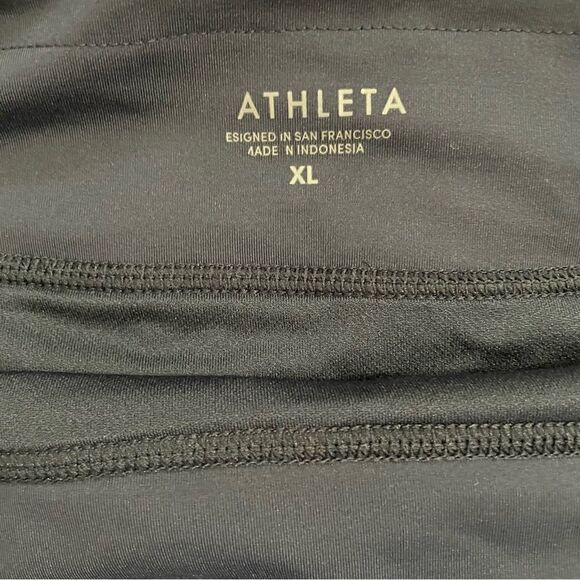 ATHLETA
ESIGNED IN SAN FRANCISCO
MADE N INDONESIA
XL